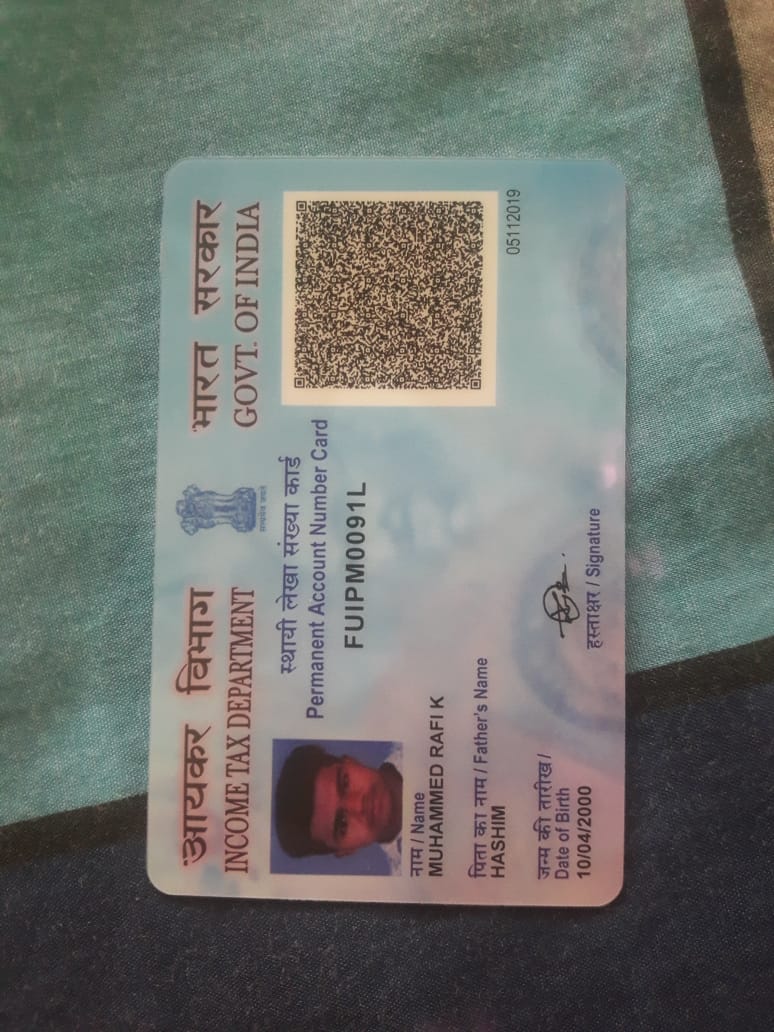 आयकर विभाग
INCOME TAX DEPARTMENT
सत्यमेव जयते
भारत सरकार
GOVT. OF INDIA
स्थायी लेखा संख्या कार्ड
Permanent Account Number Card
FUIPM0091L
नाम / Name
MUHAMMED RAFI K
पिता का नाम / Father's Name
HASHIM
जन्म की तारीख /
Date of Birth
10/04/2000
हस्ताक्षर / Signature
05112019